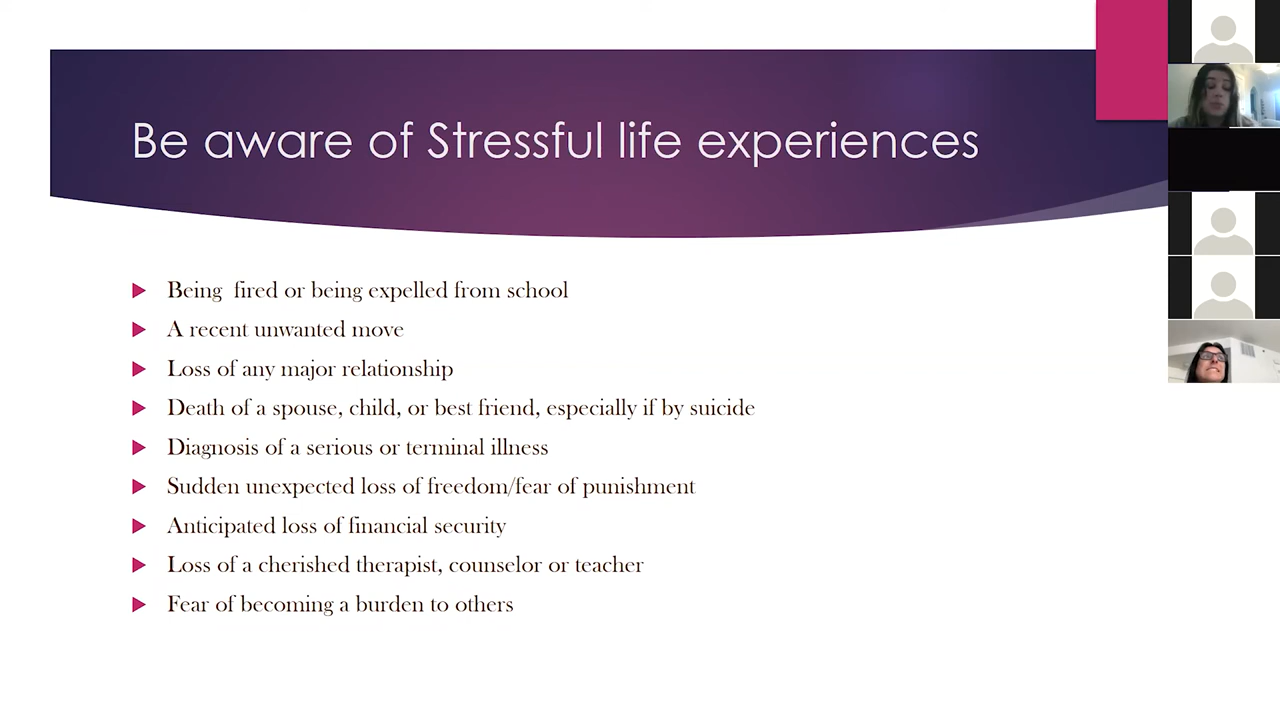 Be aware of Stressful life experiences
Being fired or being expelled from school
A recent unwanted move
Loss of any major relationship
Death of a spouse, child, or best friend, especially if by suicide
Diagnosis of a serious or terminal illness
Sudden unexpected loss of freedom/fear of punishment
Anticipated loss of financial security
Loss of a cherished therapist, counselor or teacher
Fear of becoming a burden to others